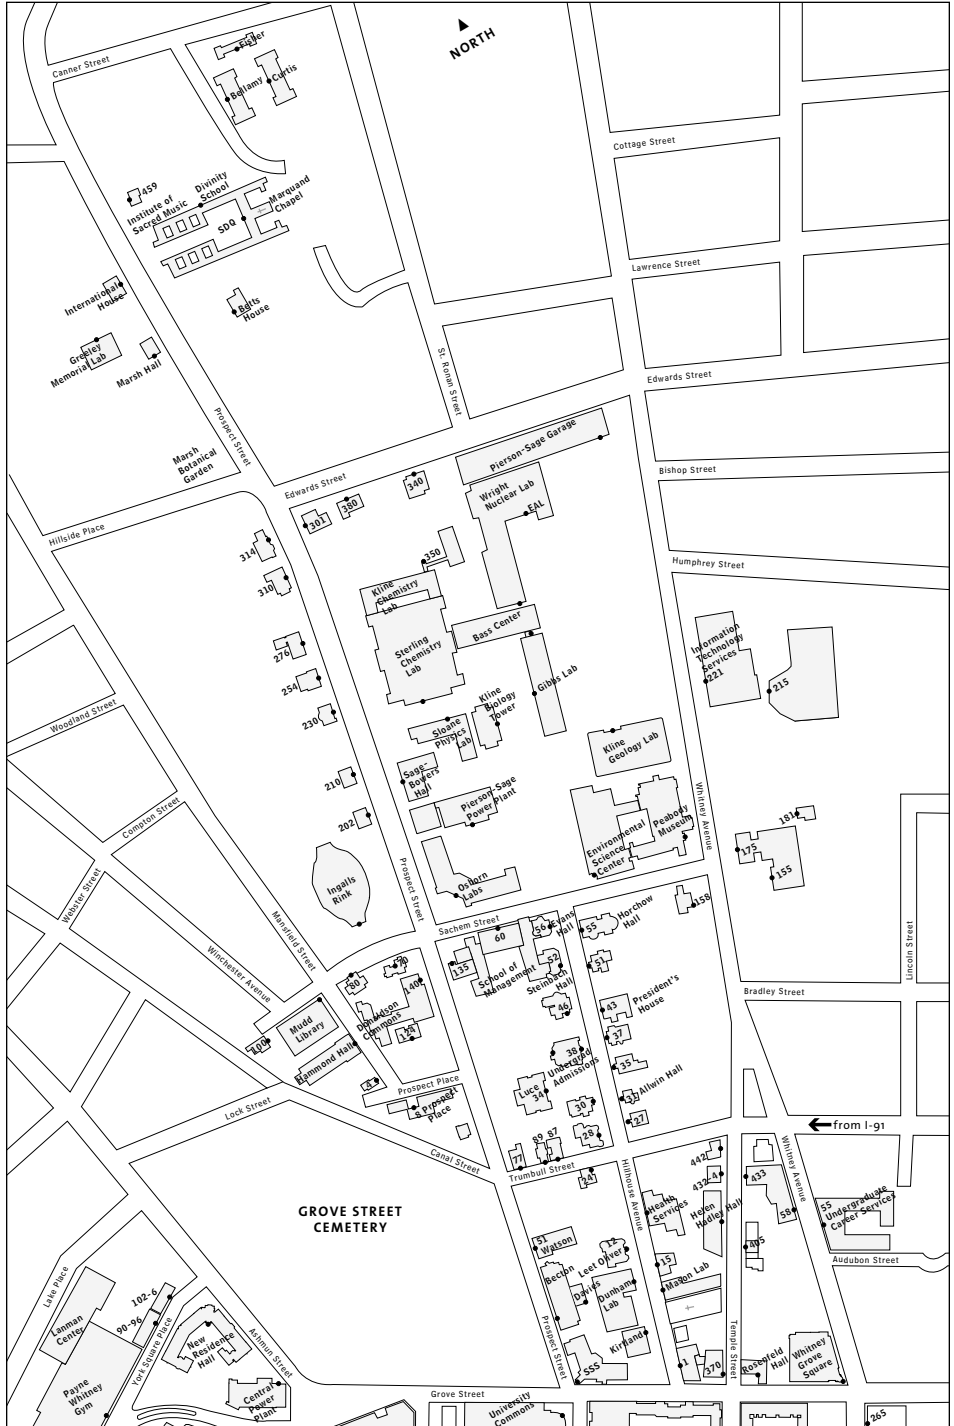 NORTH
Canner Street
Fisher
Bellamy
Curtis
Cottage Street
459
Institute of
Sacred Music
Divinity
School
SDQ
Marquand
Chapel
Lawrence Street
International
House
Betts
House
Greeley
Memorial Lab
Marsh Hall
St. Ronan Street
Edwards Street
Prospect Street
Marsh
Botanical
Garden
Pierson-Sage Garage
Bishop Street
Edwards Street
340
380
301
Wright
Nuclear Lab
EAL
Hillside Place
314
350
Humphrey Street
310
Kline
Chemistry
Lab
Bass Center
276
Sterling
Chemistry
Lab
Information
Technology
Services
221
215
254
Gibbs Lab
230
Kline
Biology
Tower
Woodland Street
Sloane
Physics
Lab
Kline
Geology Lab
210
Sage-
Bowers
Hall
Pierson-Sage
Power Plant
Whitney Avenue
202
Compton Street
181
Environmental
Science
Center
Peabody
Museum
175
155
Ingalls
Rink
Osborn
Labs
Prospect Street
Webster Street
Mansfield Street
Sachem Street
158
Lincoln Street
60
56
Evans
Hall
55
Horchow
Hall
135
School of
Management
52
Steinbach
Hall
51
Winchester Avenue
70
80
140
Bradley Street
46
43
President's
House
Mudd
Library
Donaldson
Commons
124
37
100
Hammond Hall
38
Undergrad
Admissions
35
4
Prospect Place
Luce
34
31
Allwin Hall
8 Prospect
Place
30
27
Lock Street
28
from I-91
Canal Street
77
89
87
Trumbull Street
24
442
432-4
433
Whitney Avenue
Hillhouse Avenue
Health
Services
Helen
Hadley Hall
58
55
Undergraduate
Career Services
GROVE STREET
CEMETERY
51
Watson
12
Leet Oliver
405
15
Audubon Street
Becton
Davies
Dunham
Lab
Mason Lab
Lake Place
102-6
90-96
Lanman
Center
York Square Place
New
Residence
Hall
Ashmun Street
Prospect Street
Kirtland
Temple Street
SSS
1
370
Rosenfeld
Hall
Whitney
Grove
Square
Payne
Whitney
Gym
Central
Power
Plant
Grove Street
University
Commons
265